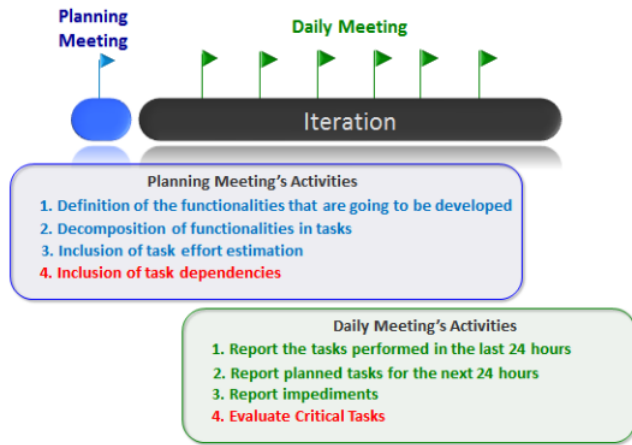 Planning
Meeting
Daily Meeting
Iteration
Planning Meeting's Activities
1. Definition of the functionalities that are going to be developed
2. Decomposition of functionalities in tasks
3. Inclusion of task effort estimation
4. Inclusion of task dependencies
Daily Meeting's Activities
1. Report the tasks performed in the last 24 hours
2. Report planned tasks for the next 24 hours
3. Report impediments
4. Evaluate Critical Tasks